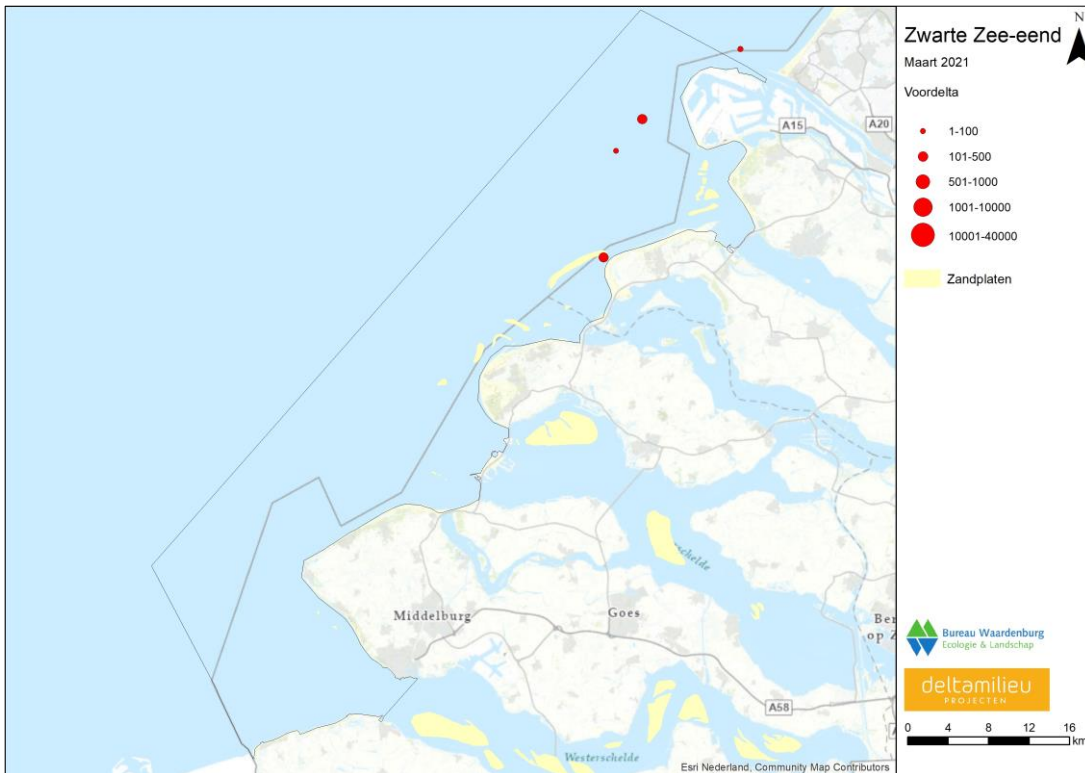 Zwarte Zee-eend
N
Maart 2021
Voordelta
1-100
101-500
501-1000
1001-10000
10001-40000
Zandplaten
A15
A20
Middelburg
Goes
A58
Westerschelde
Bureau Waardenburg
Ecologie & Landschap
deltamilieu
PROJECTEN
0 4 8 12 16
km
Esri Nederland, Community Map Contributors